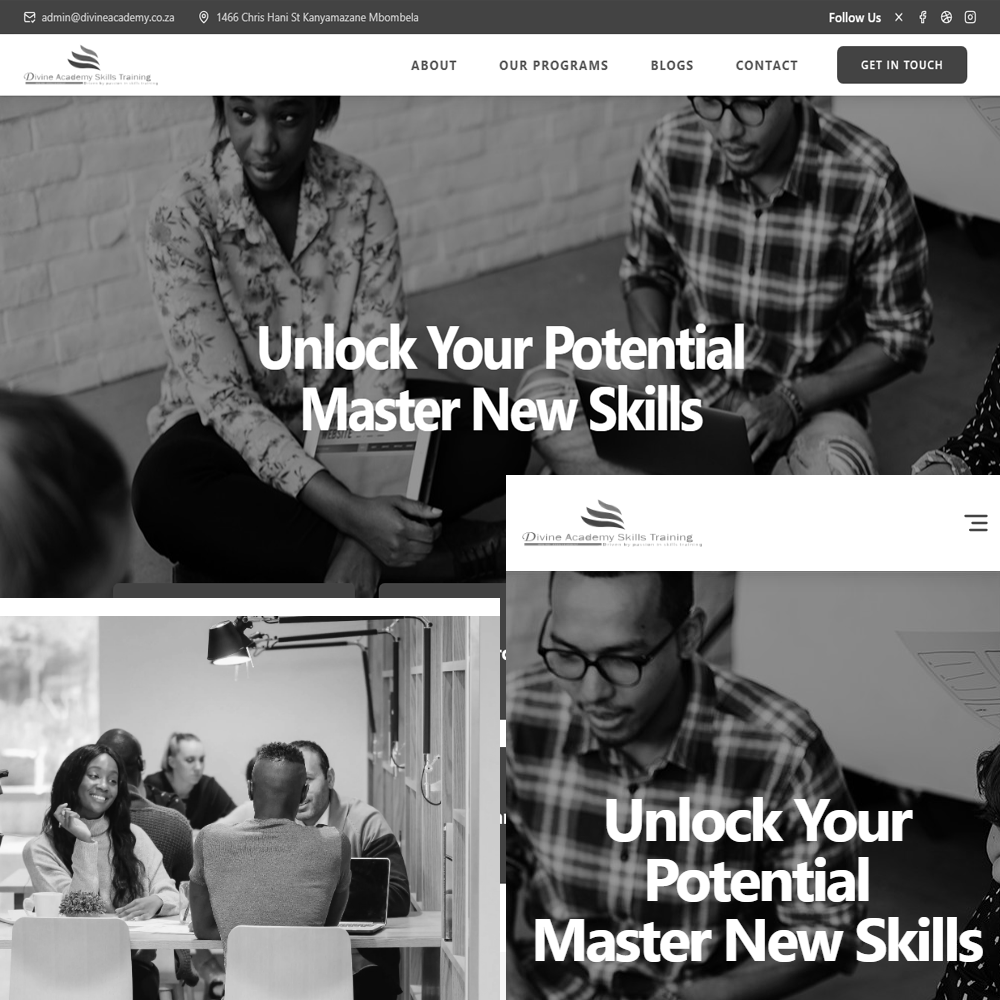 admin@divineacademy.co.za
1466 Chris Hani St Kanyamazane Mbombela
Follow Us
Divine Academy Skills Training
Driven by passion in skills training
ABOUT
OUR PROGRAMS
BLOGS
CONTACT
GET IN TOUCH
Unlock Your Potential
Master New Skills
WEBSITE
Divine Academy Skills Training
Driven by passion in skills training
Unlock Your
Potential
Master New Skills